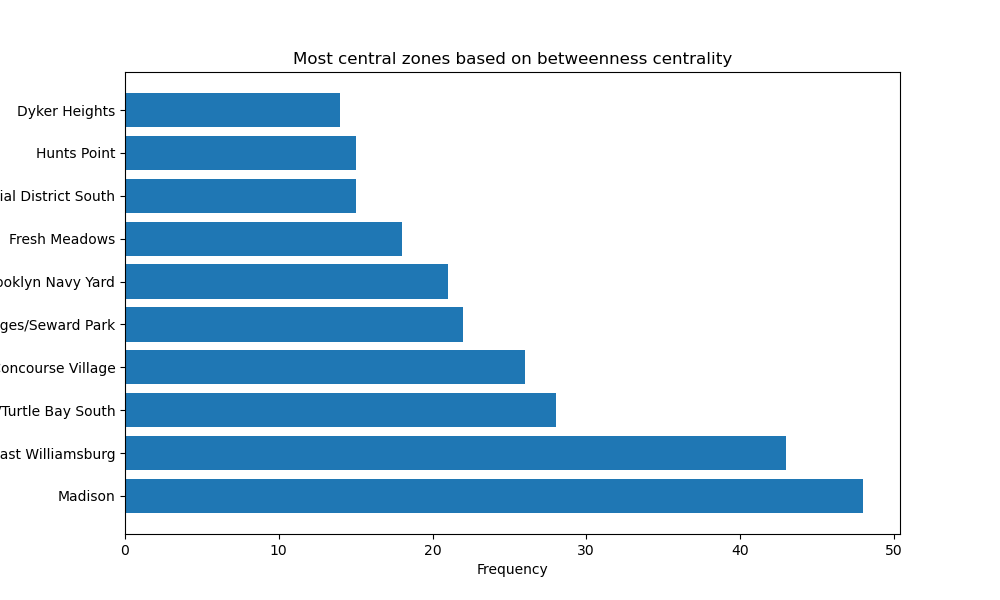 Most central zones based on betweenness centrality
Dyker Heights
Hunts Point
ial District South
Fresh Meadows
ooklyn Navy Yard
ges/Seward Park
Concourse Village
/Turtle Bay South
ast Williamsburg
Madison
0 10 20 30 40 50
Frequency